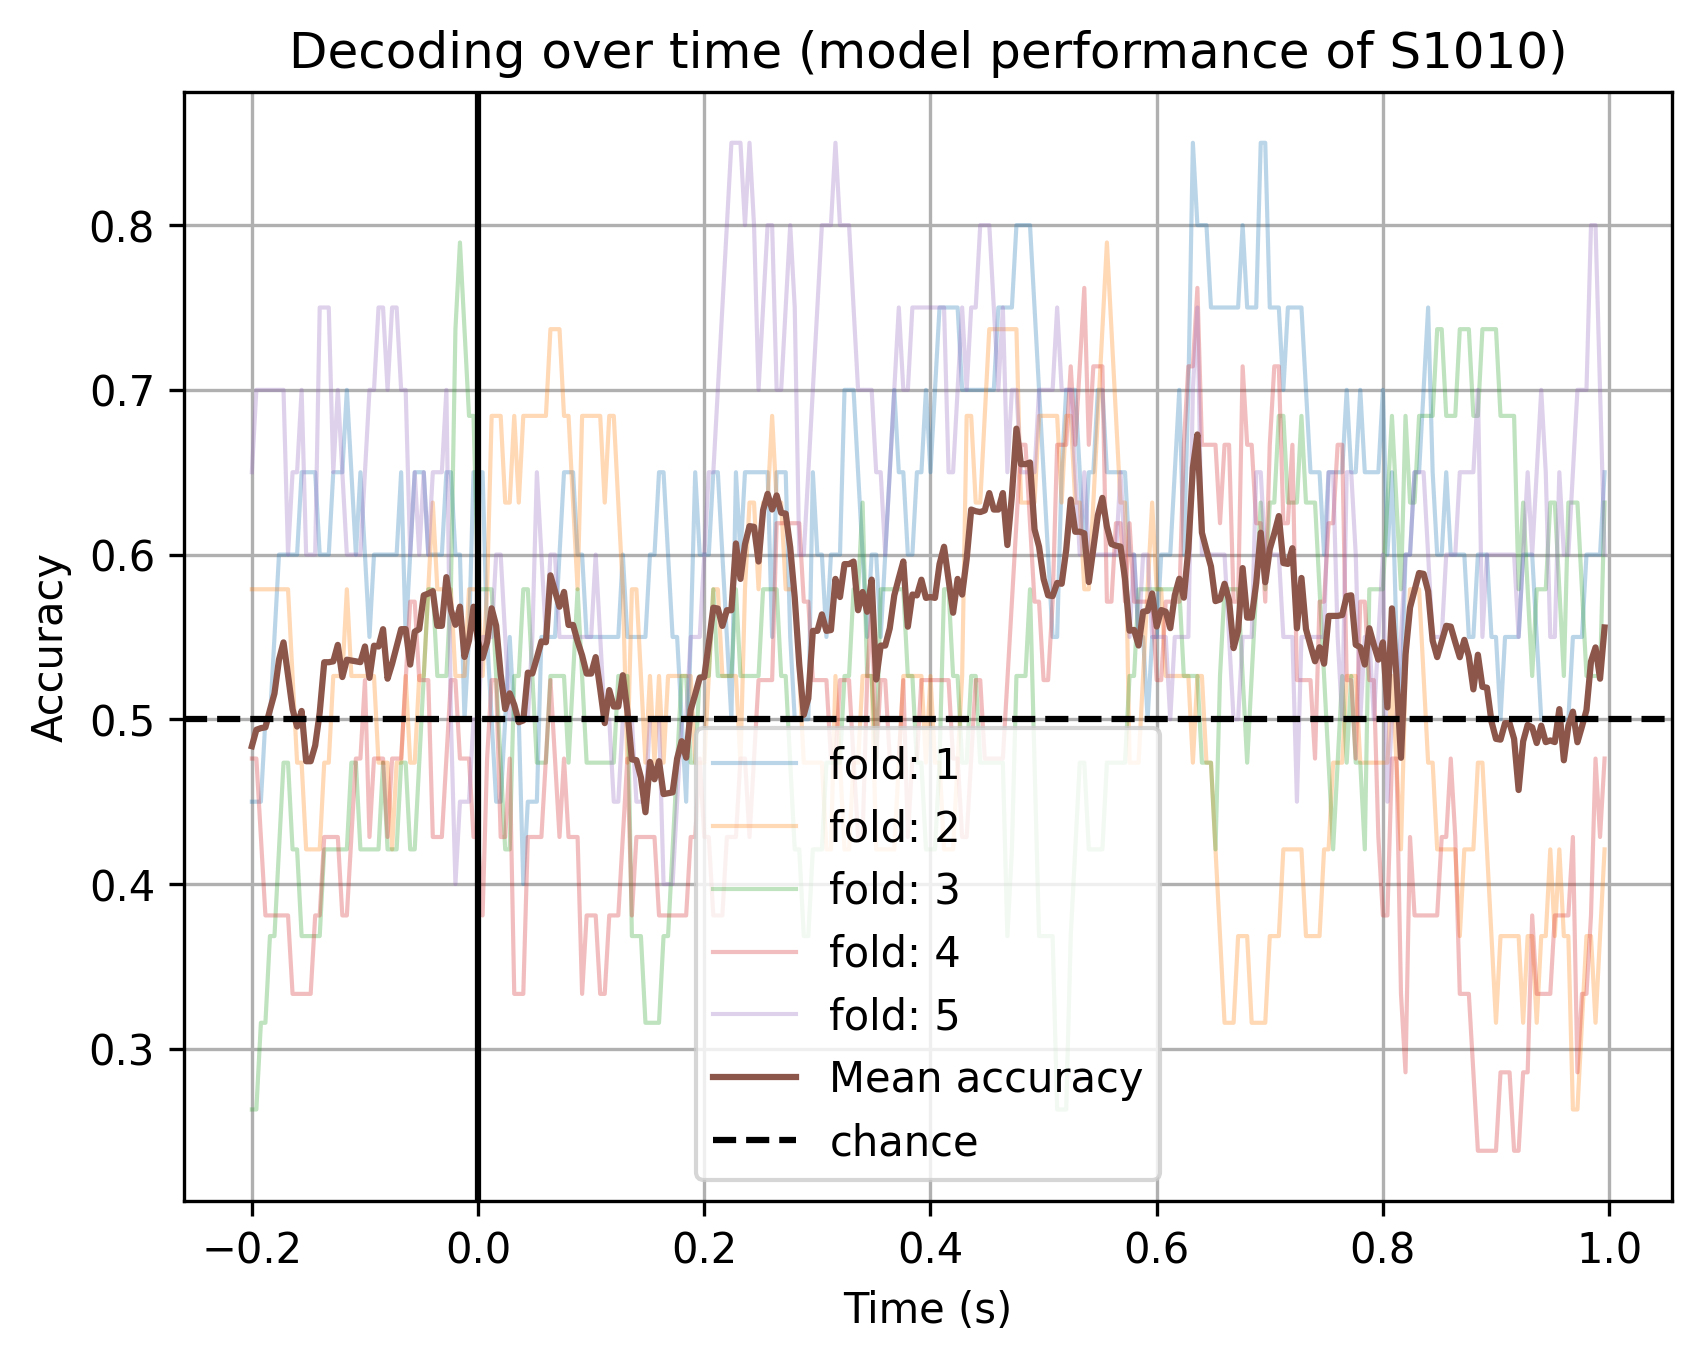 Decoding over time (model performance of S1010)
Accuracy
0.8
0.7
0.6
0.5
0.4
0.3
fold: 1
fold: 2
fold: 3
fold: 4
fold: 5
Mean accuracy
chance
−0.2 0.0 0.2 0.4 0.6 0.8 1.0
Time (s)